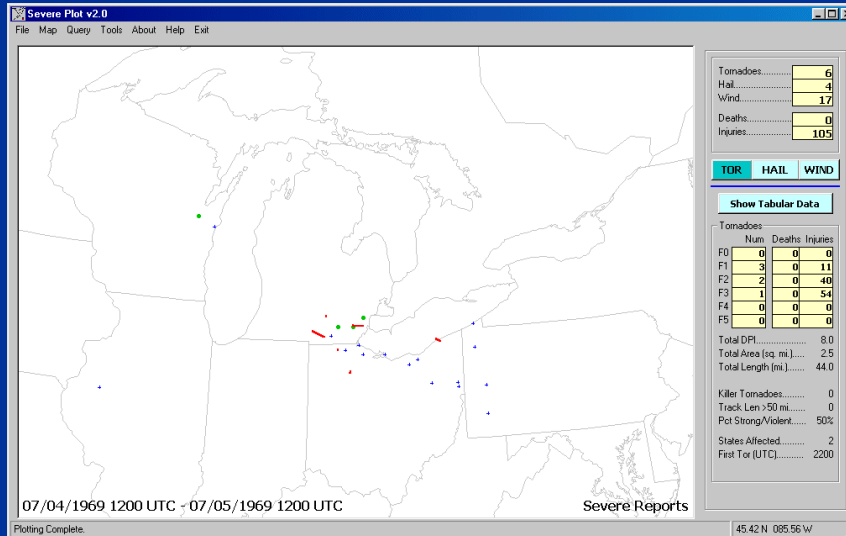 Severe Plot v2.0
File Map Query Tools About Help Exit
Tornadoes............ 6
Hail...................... 4
Wind.................... 17
Deaths................. 0
Injuries................. 105
TOR HAIL WIND
Show Tabular Data
Tornadoes
Num Deaths Injuries
F0 0 0 0
F1 3 0 11
F2 2 0 40
F3 1 0 54
F4 0 0 0
F5 0 0 0
Total DPI................. 8.0
Total Area (sq. mi.)..... 2.5
Total Length (mi.)...... 44.0
Killer Tornadoes......... 0
Track Len >50 mi...... 0
Pct Strong/Violent..... 50%
States Affected.......... 2
First Tor (UTC).......... 2200
07/04/1969 1200 UTC - 07/05/1969 1200 UTC Severe Reports
Plotting Complete. 45.42 N 085.56 W